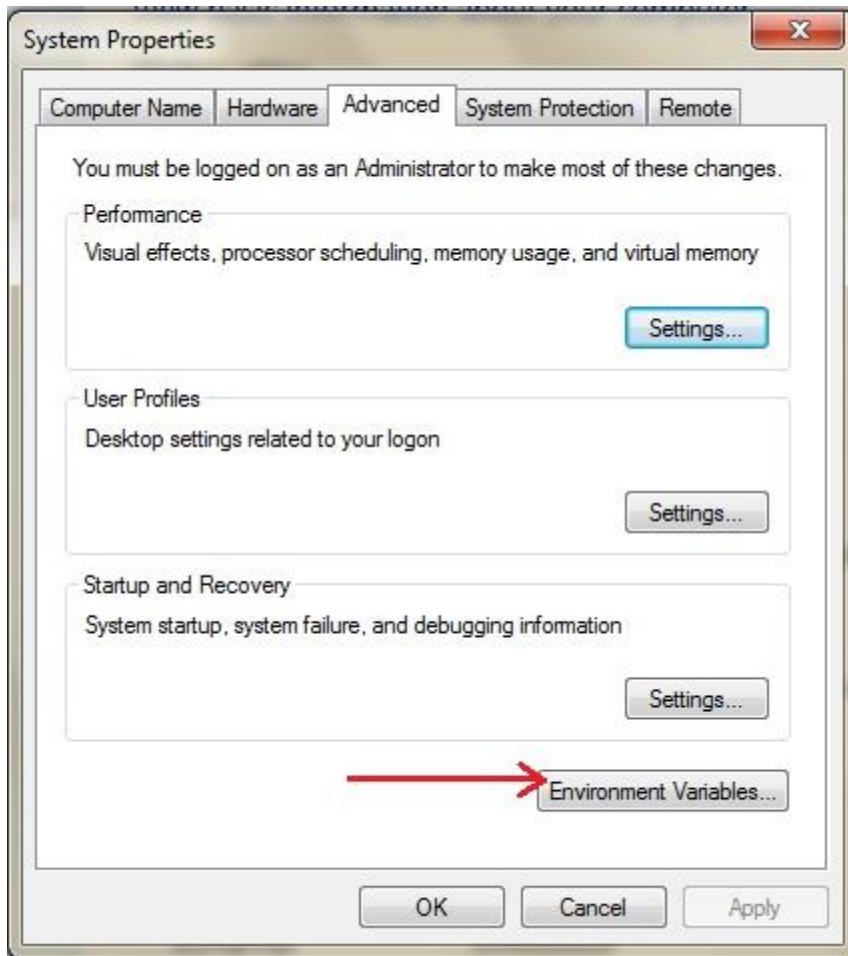 System Properties
Computer Name Hardware Advanced System Protection Remote
You must be logged on as an Administrator to make most of these changes.
Performance
Visual effects, processor scheduling, memory usage, and virtual memory
Settings...
User Profiles
Desktop settings related to your logon
Settings...
Startup and Recovery
System startup, system failure, and debugging information
Settings...
Environment Variables...
OK Cancel Apply